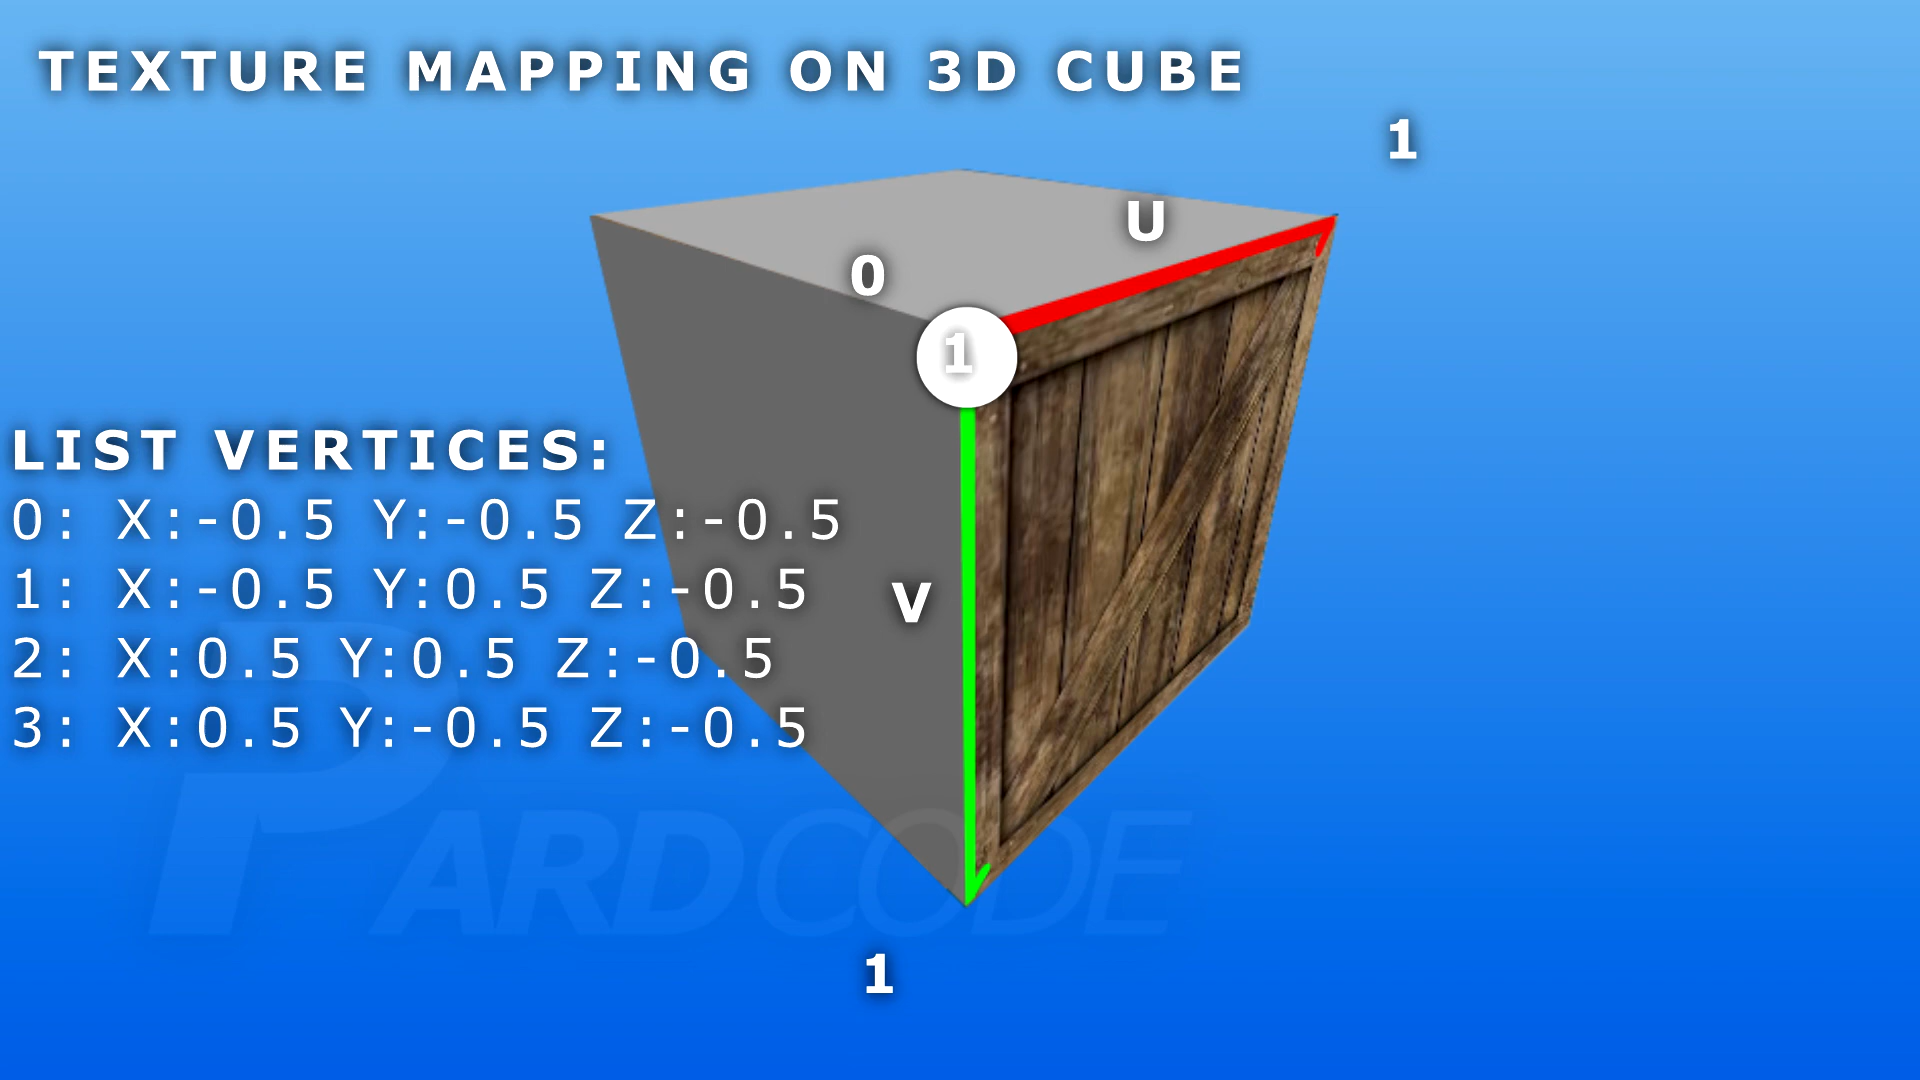 TEXTURE MAPPING ON 3D CUBE
1
U
0
1
LIST VERTICES:
0: X:-0.5 Y:-0.5 Z:-0.5
1: X:-0.5 Y:0.5 Z:-0.5
V
2: X:0.5 Y:0.5 Z:-0.5
3: X:0.5 Y:-0.5 Z:-0.5
PARDCODE
1